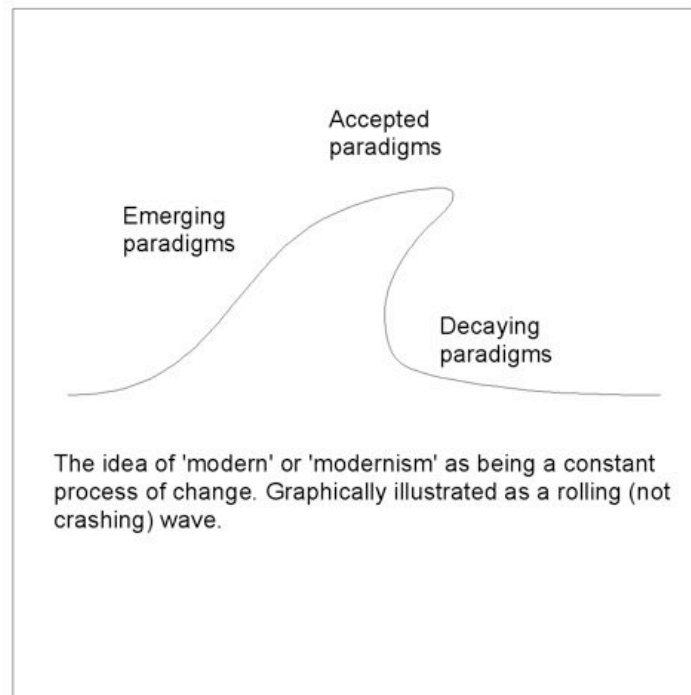 Accepted
paradigms
Emerging
paradigms
Decaying
paradigms
The idea of 'modern' or 'modernism' as being a constant
process of change. Graphically illustrated as a rolling (not
crashing) wave.